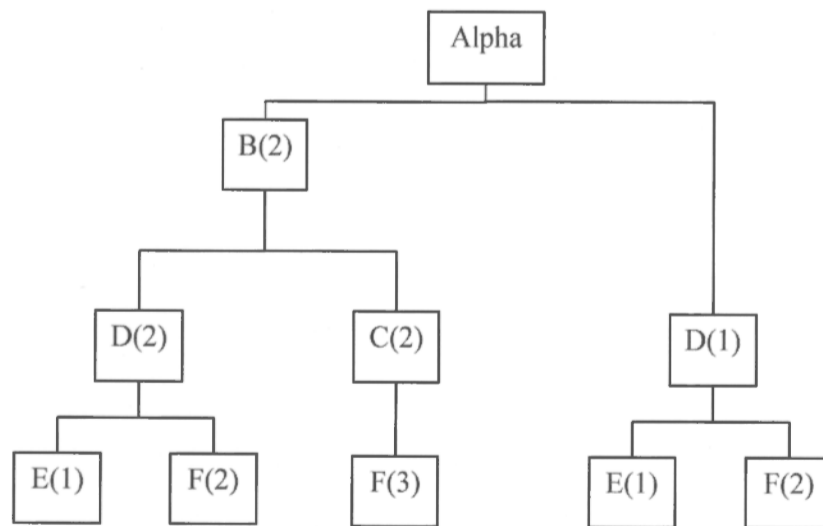 Alpha
B(2)
D(2)
C(2)
D(1)
E(1)
F(2)
F(3)
E(1)
F(2)